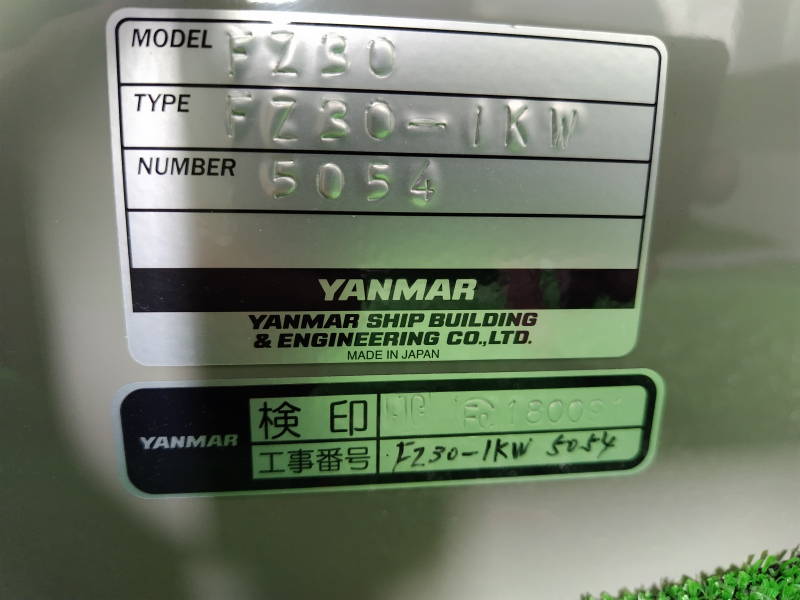 MODEL FZ30
TYPE FZ30-1KW
NUMBER 5054
YANMAR
YANMAR SHIP BUILDING
& ENGINEERING CO.,LTD.
MADE IN JAPAN
YANMAR
検印
工事番号 FZ30-1KW 5054